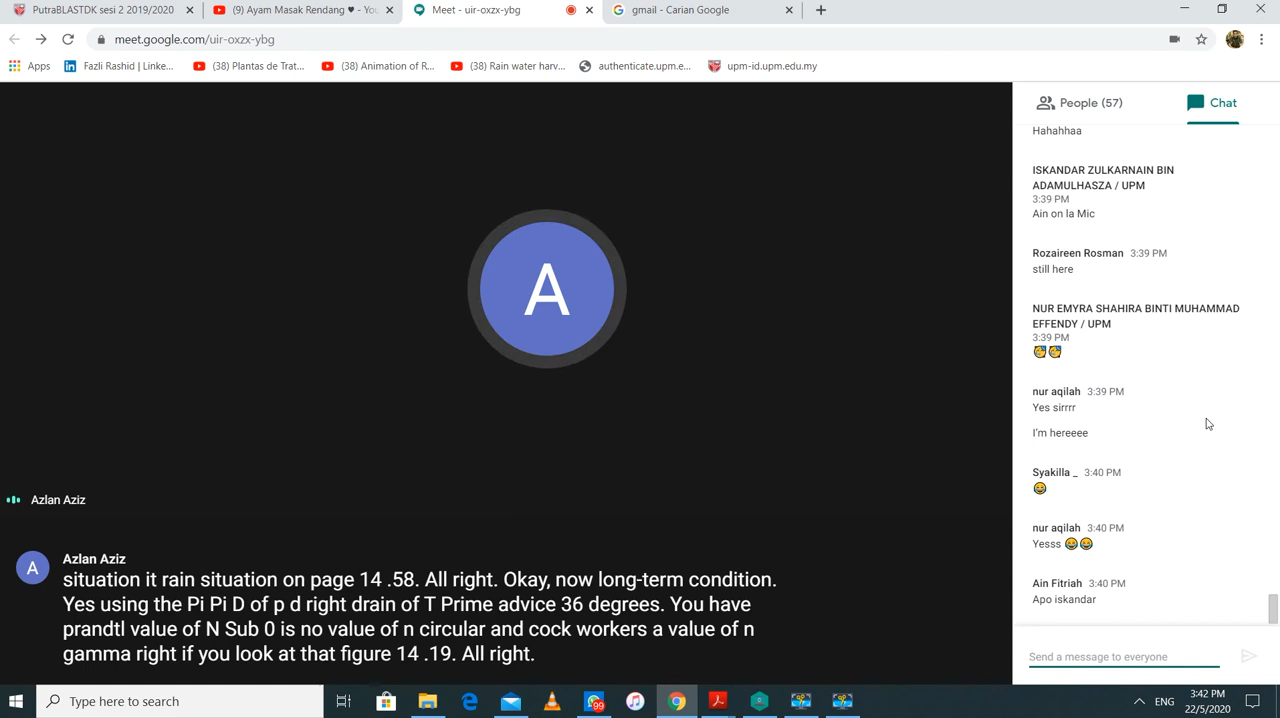 PutraBLASTDK sesi 2 2019/2020
(9) Ayam Masak Rendang ♥ - You
Meet - uir-oxzx-ybg
gmail - Carian Google
meet.google.com/uir-oxzx-ybg
Apps
Fazli Rashid | Linke...
(38) Plantas de Trat...
(38) Animation of R...
(38) Rain water harv...
authenticate.upm.e...
upm-id.upm.edu.my
People (57)
Chat
Hahahhaa
ISKANDAR ZULKARNAIN BIN
ADAMULHASZA / UPM
3:39 PM
Ain on la Mic
Rozaireen Rosman 3:39 PM
still here
NUR EMYRA SHAHIRA BINTI MUHAMMAD
EFFENDY / UPM
3:39 PM
nur aqilah 3:39 PM
Yes sirrrr
I'm hereeee
Syakilla _ 3:40 PM
😂
nur aqilah 3:40 PM
Yesss 😂😂
Ain Fitriah 3:40 PM
Apo iskandar
Send a message to everyone
A
Azlan Aziz
A
Azlan Aziz
situation it rain situation on page 14 .58. All right. Okay, now long-term condition.
Yes using the Pi Pi D of p d right drain of T Prime advice 36 degrees. You have
prandtl value of N Sub 0 is no value of n circular and cock workers a value of n
gamma right if you look at that figure 14 .19. All right.
Type here to search
99
ENG
3:42 PM
22/5/2020